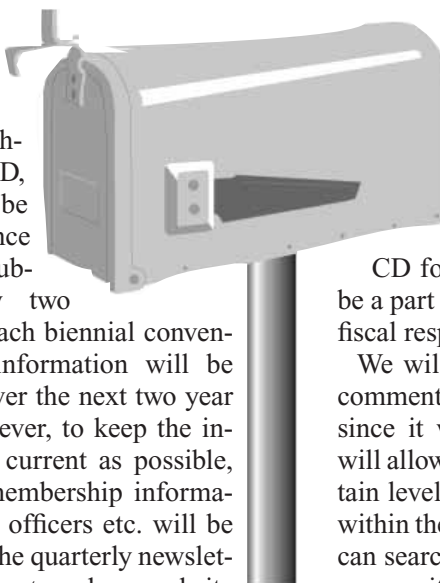 h-
D,
be
nce
ub-
two
ach biennial conven-
information will be
ver the next two year
ever, to keep the in-
current as possible,
membership informa-
officers etc. will be
he quarterly newslet-
CD fo
be a part
fiscal resp
We wil
comment
since it
will allow
tain level
within the
can search